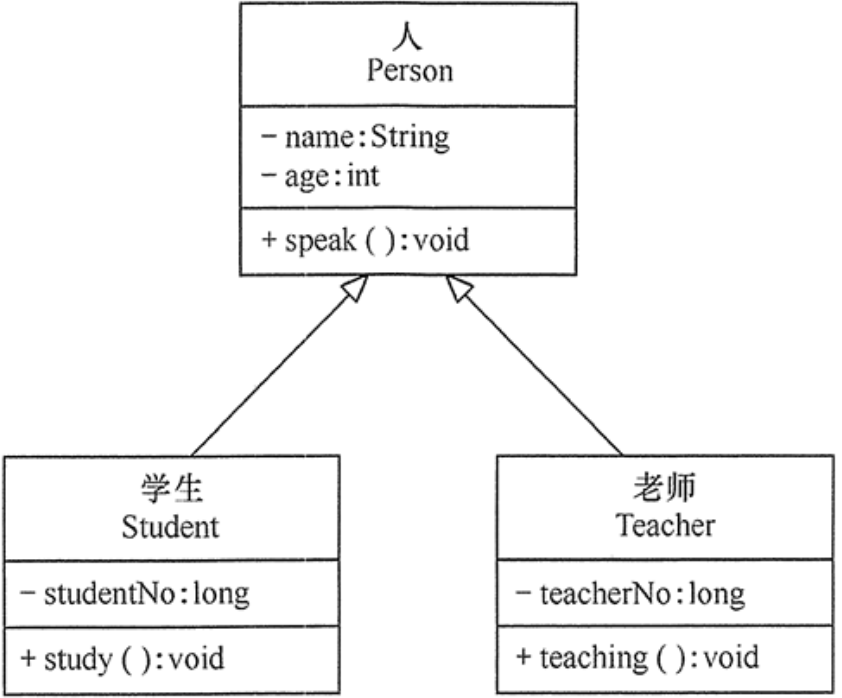 人
Person
- name:String
- age:int
+ speak ( ):void
学生
Student
- studentNo:long
+ study ( ):void
老师
Teacher
- teacherNo:long
+ teaching ( ):void